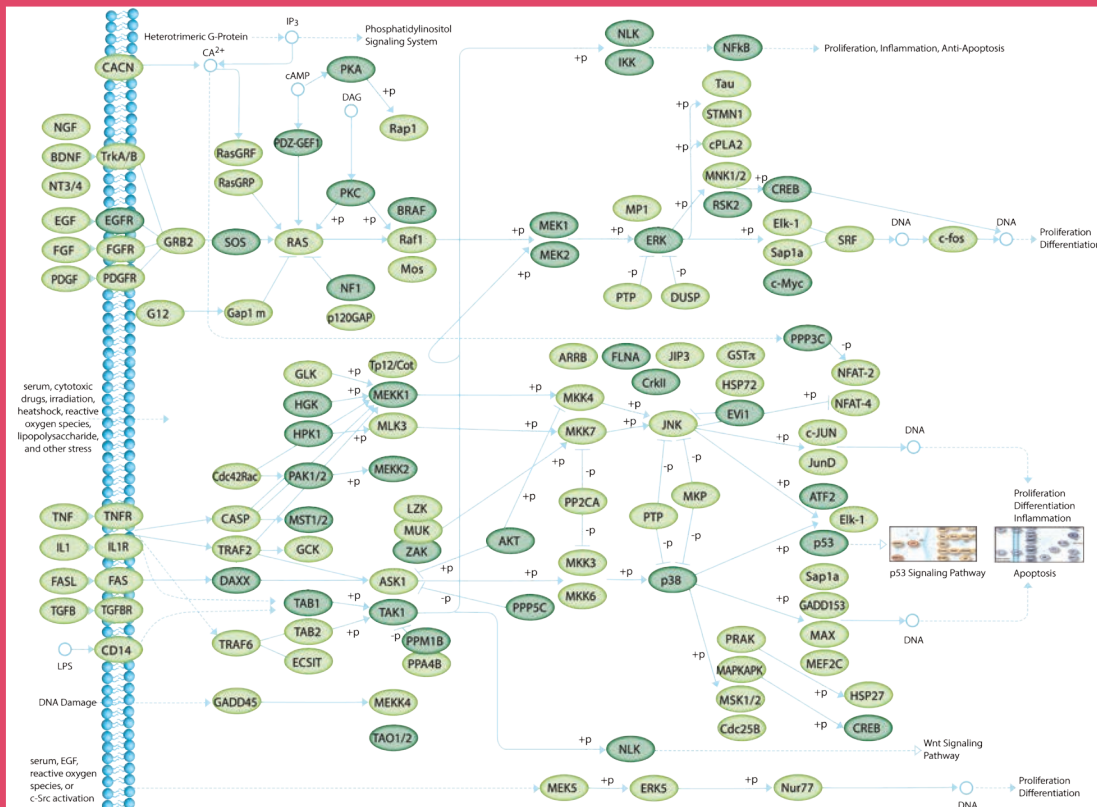 Heterotrimeric G-Protein
IP3
Phosphatidylinositol
Signaling System
CA2+
CACN
cAMP
PKA
+p
DAG
Rap1
NLK
IKK
+p
NFkB
Proliferation, Inflammation, Anti-Apoptosis
NGF
BDNF
TrkA/B
NT3/4
RasGRF
RasGRP
PDZ-GEF1
PKC
+p
+p
BRAF
Tau
+p
STMN1
+p
cPLA2
MNK1/2
+p
CREB
RSK2
+p
EGF
EGFR
FGF
FGFR
PDGF
PDGFR
GRB2
SOS
RAS
Raf1
Mos
+p
MEK1
MEK2
+p
MP1
+p
ERK
+p
Elk-1
Sap1a
c-Myc
SRF
DNA
c-fos
DNA
Proliferation
Differentiation
-p
-p
PTP
DUSP
G12
Gap1 m
NF1
p120GAP
PPP3C
-p
NFAT-2
NFAT-4
serum, cytotoxic
drugs, irradiation,
heatshock, reactive
oxygen species,
lipopolysaccharide,
and other stress
GLK
+p
Tp12/Cot
HGK
+p
MEKK1
HPK1
+p
MLK3
Cdc42Rac
PAK1/2
+p
MEKK2
+p
MKK4
+p
MKK7
+p
+p
ARRB
FLNA
JIP3
CrkII
GSTπ
HSP72
EVi1
+p
JNK
+p
c-JUN
JunD
DNA
-p
-p
-p
PP2CA
-p
PTP
MKP
-p
-p
-p
+p
ATF2
Elk-1
+p
p53
Proliferation
Differentiation
Inflammation
p53 Signaling Pathway
Apoptosis
TNF
TNFR
IL1
IL1R
FASL
FAS
TGFB
TGFBR
LPS
CD14
CASP
MST1/2
+p
TRAF2
GCK
DAXX
TAB1
+p
TAB2
+p
TRAF6
ECSIT
LZK
MUK
ZAK
AKT
-p
ASK1
+p
+p
-p
TAK1
-p
PPM1B
PPA4B
PPP5C
MKK3
MKK6
+p
p38
Sap1a
GADD153
+p
MAX
MEF2C
DNA
PRAK
MAPKAPK
+p
MSK1/2
Cdc25B
+p
HSP27
+p
CREB
DNA Damage
GADD45
MEKK4
TAO1/2
+p
NLK
Wnt Signaling
Pathway
serum, EGF,
reactive oxygen
species, or
c-Src activation
MEK5
+p
ERK5
+p
Nur77
DNA
Proliferation
Differentiation